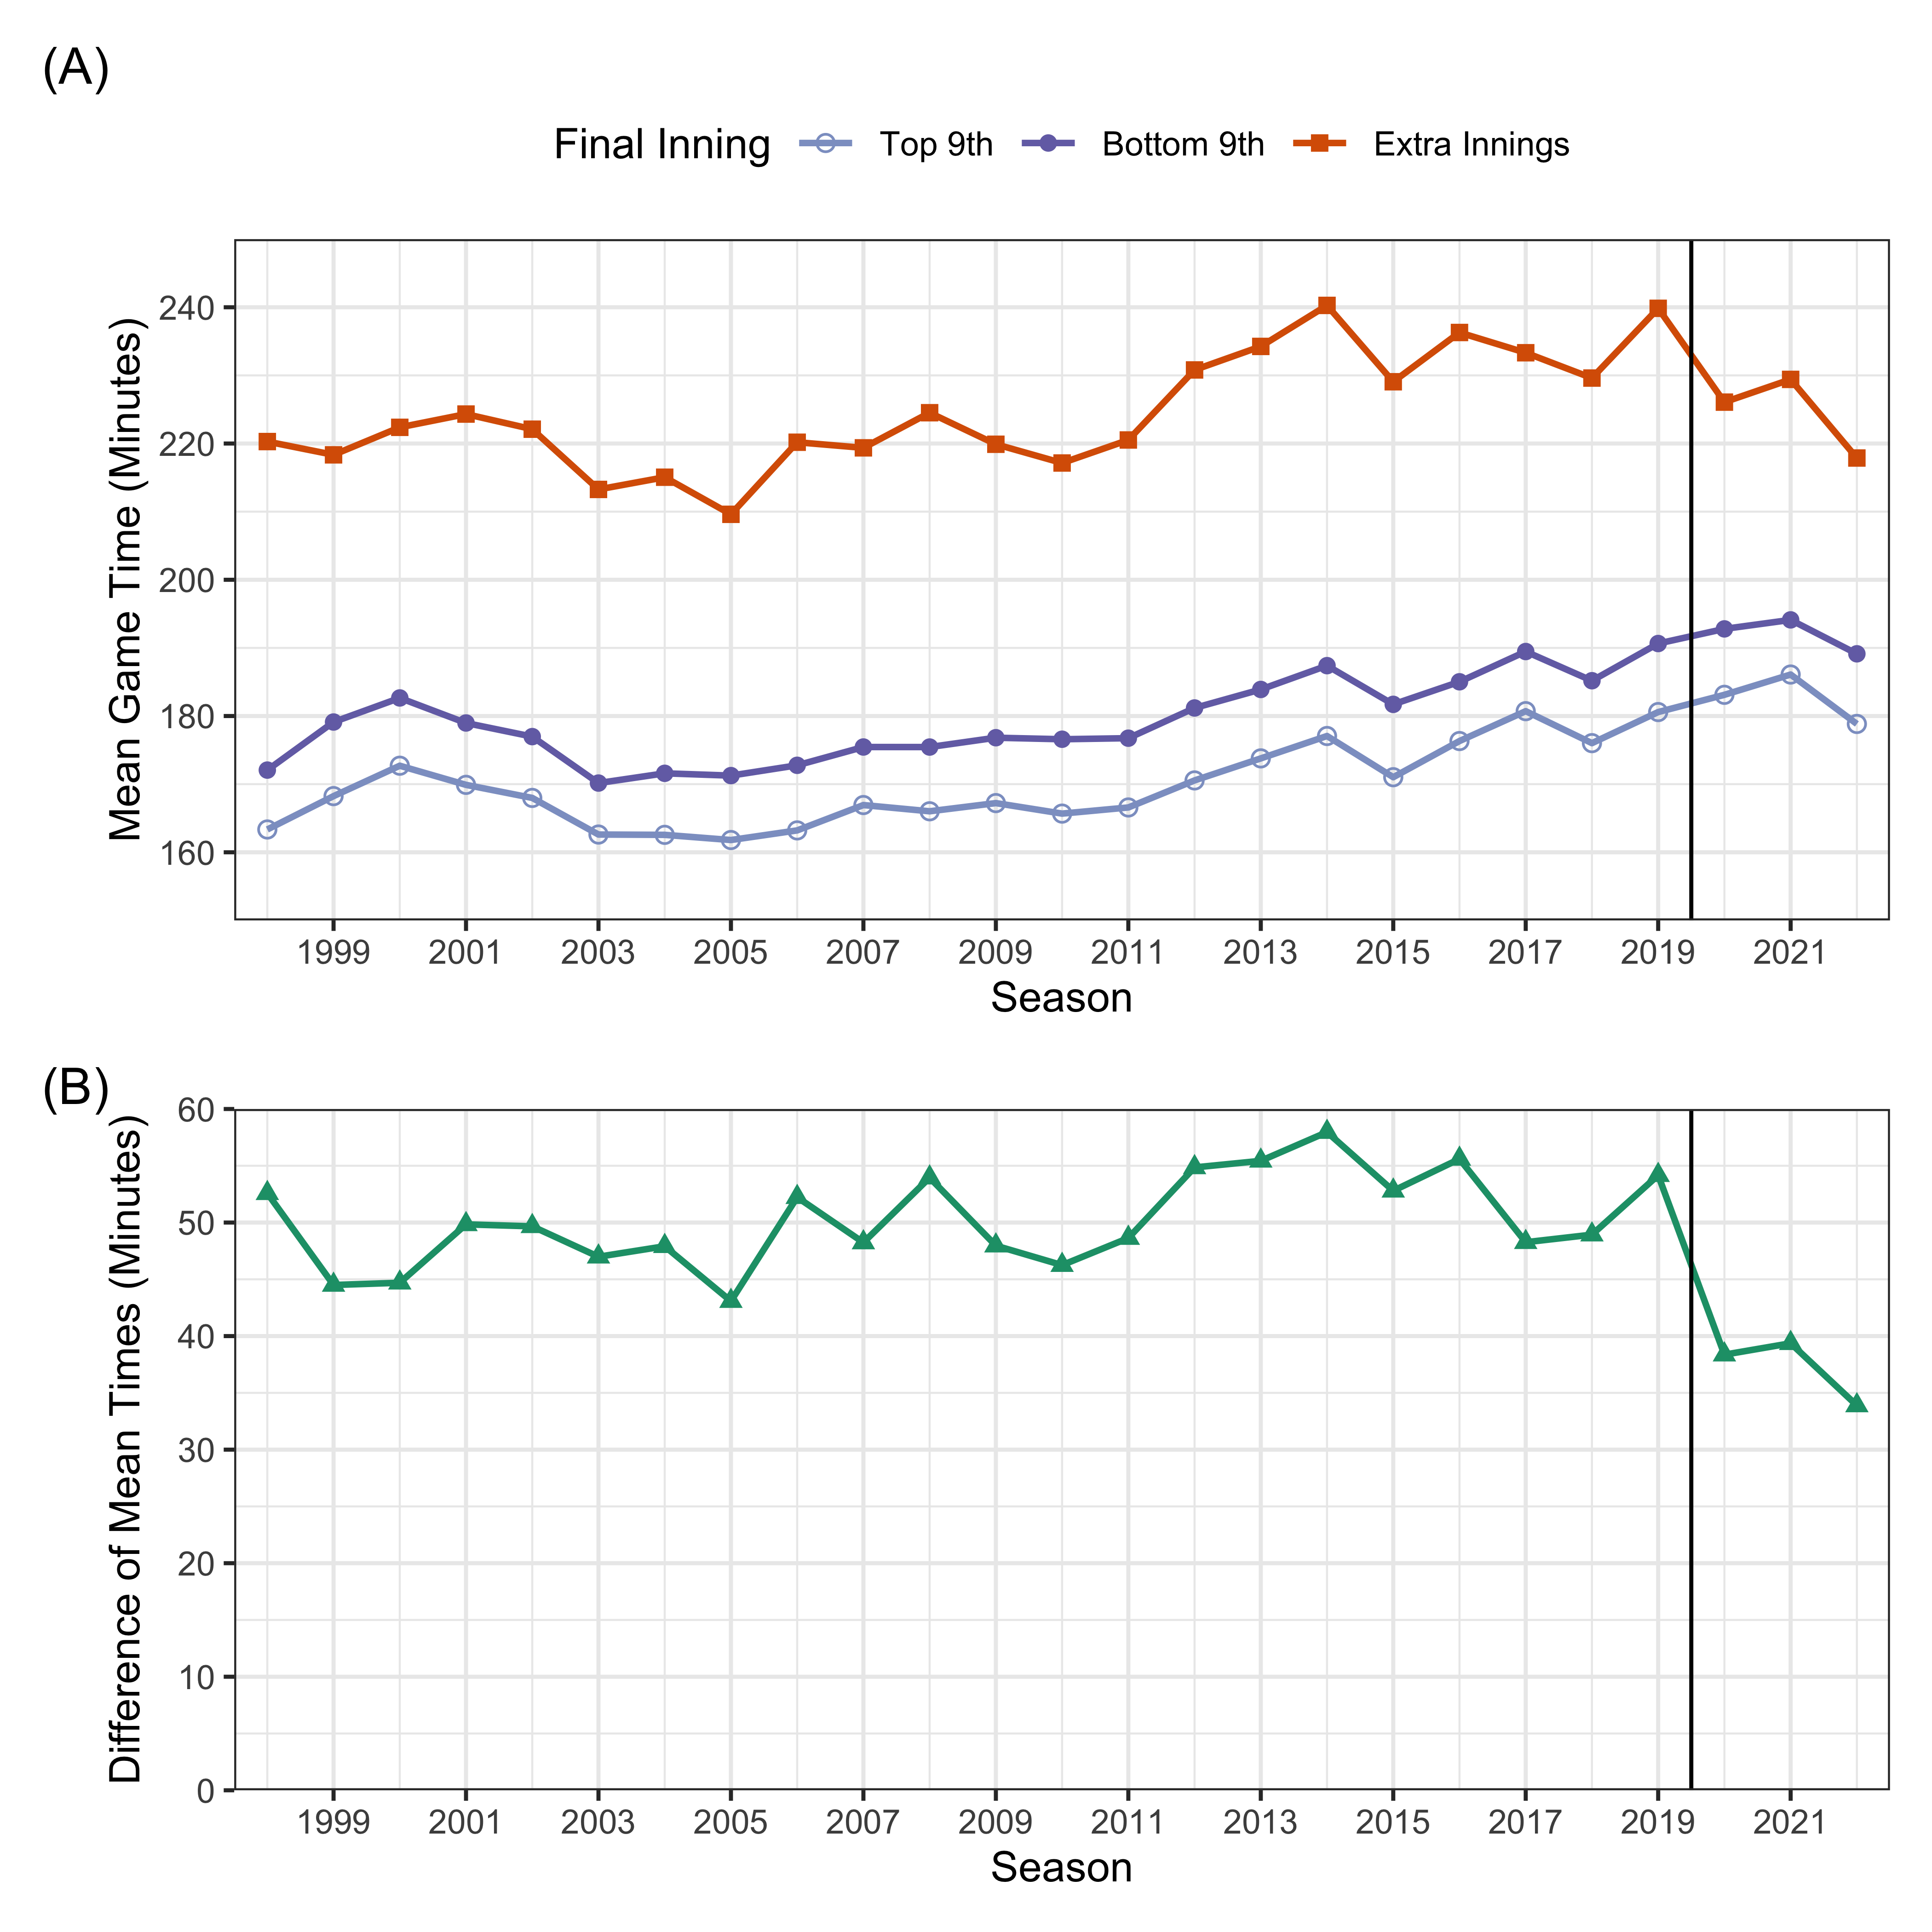 (A)
Final Inning Top 9th Bottom 9th Extra Innings
Mean Game Time (Minutes)
240
220
200
180
160
1999 2001 2003 2005 2007 2009 2011 2013 2015 2017 2019 2021
Season
(B)
Difference of Mean Times (Minutes)
60
50
40
30
20
10
0
1999 2001 2003 2005 2007 2009 2011 2013 2015 2017 2019 2021
Season